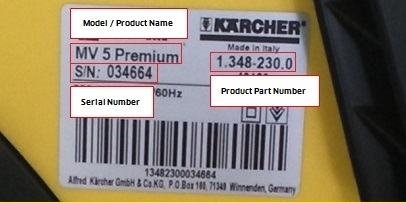 Model / Product Name
KÄRCHER
MV 5 Premium
Made in Italy
1.348-230.0
S/N: 034664
Serial Number
/60Hz
Product Part Number
13482300034664
Alfred Kärcher GmbH & Co.KG, P.O.Box 160, 71349 Winnenden, Germany